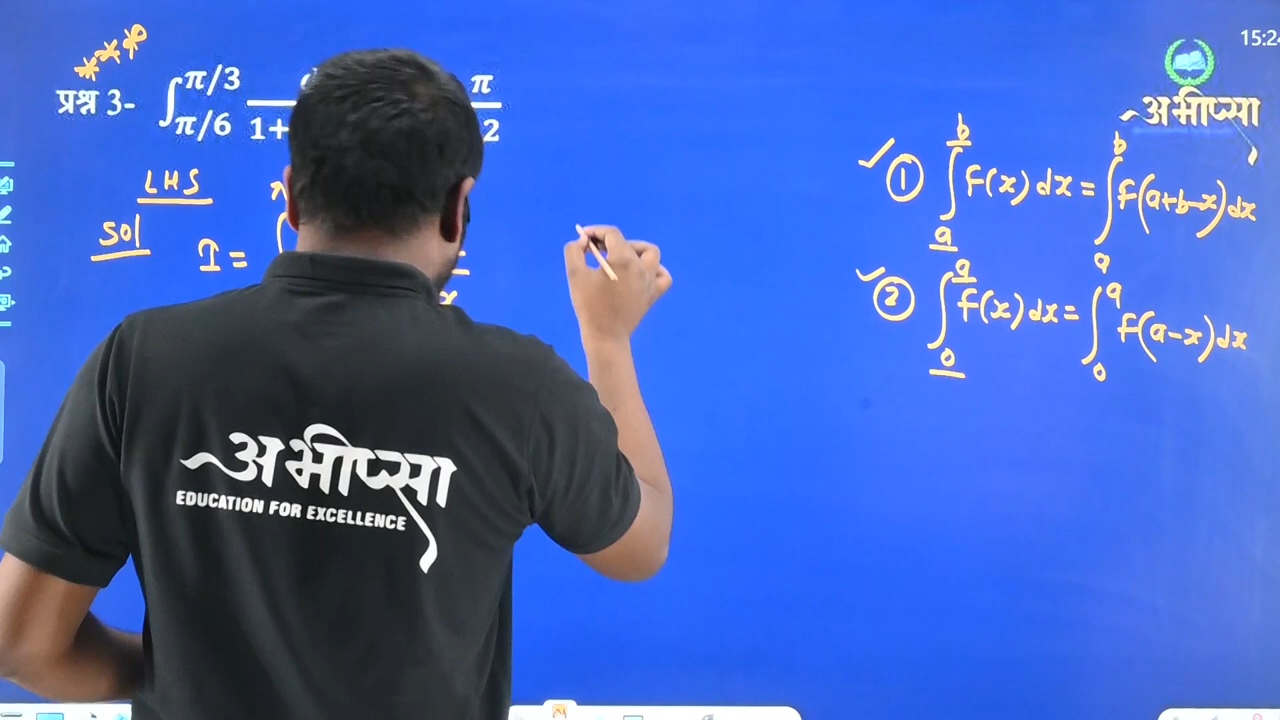 ***
प्रश्न 3- ∫ π/3 π/6 1+ π 2
15:24
अभीप्सा
LHS
Sol I =
x
✓① ∫ₐᵇ f(x) dx = ∫ₐᵇ f(a+b-x) dx
✓② ∫₀ᵃ f(x) dx = ∫₀ᵃ f(a-x) dx
अभीप्सा
EDUCATION FOR EXCELLENCE